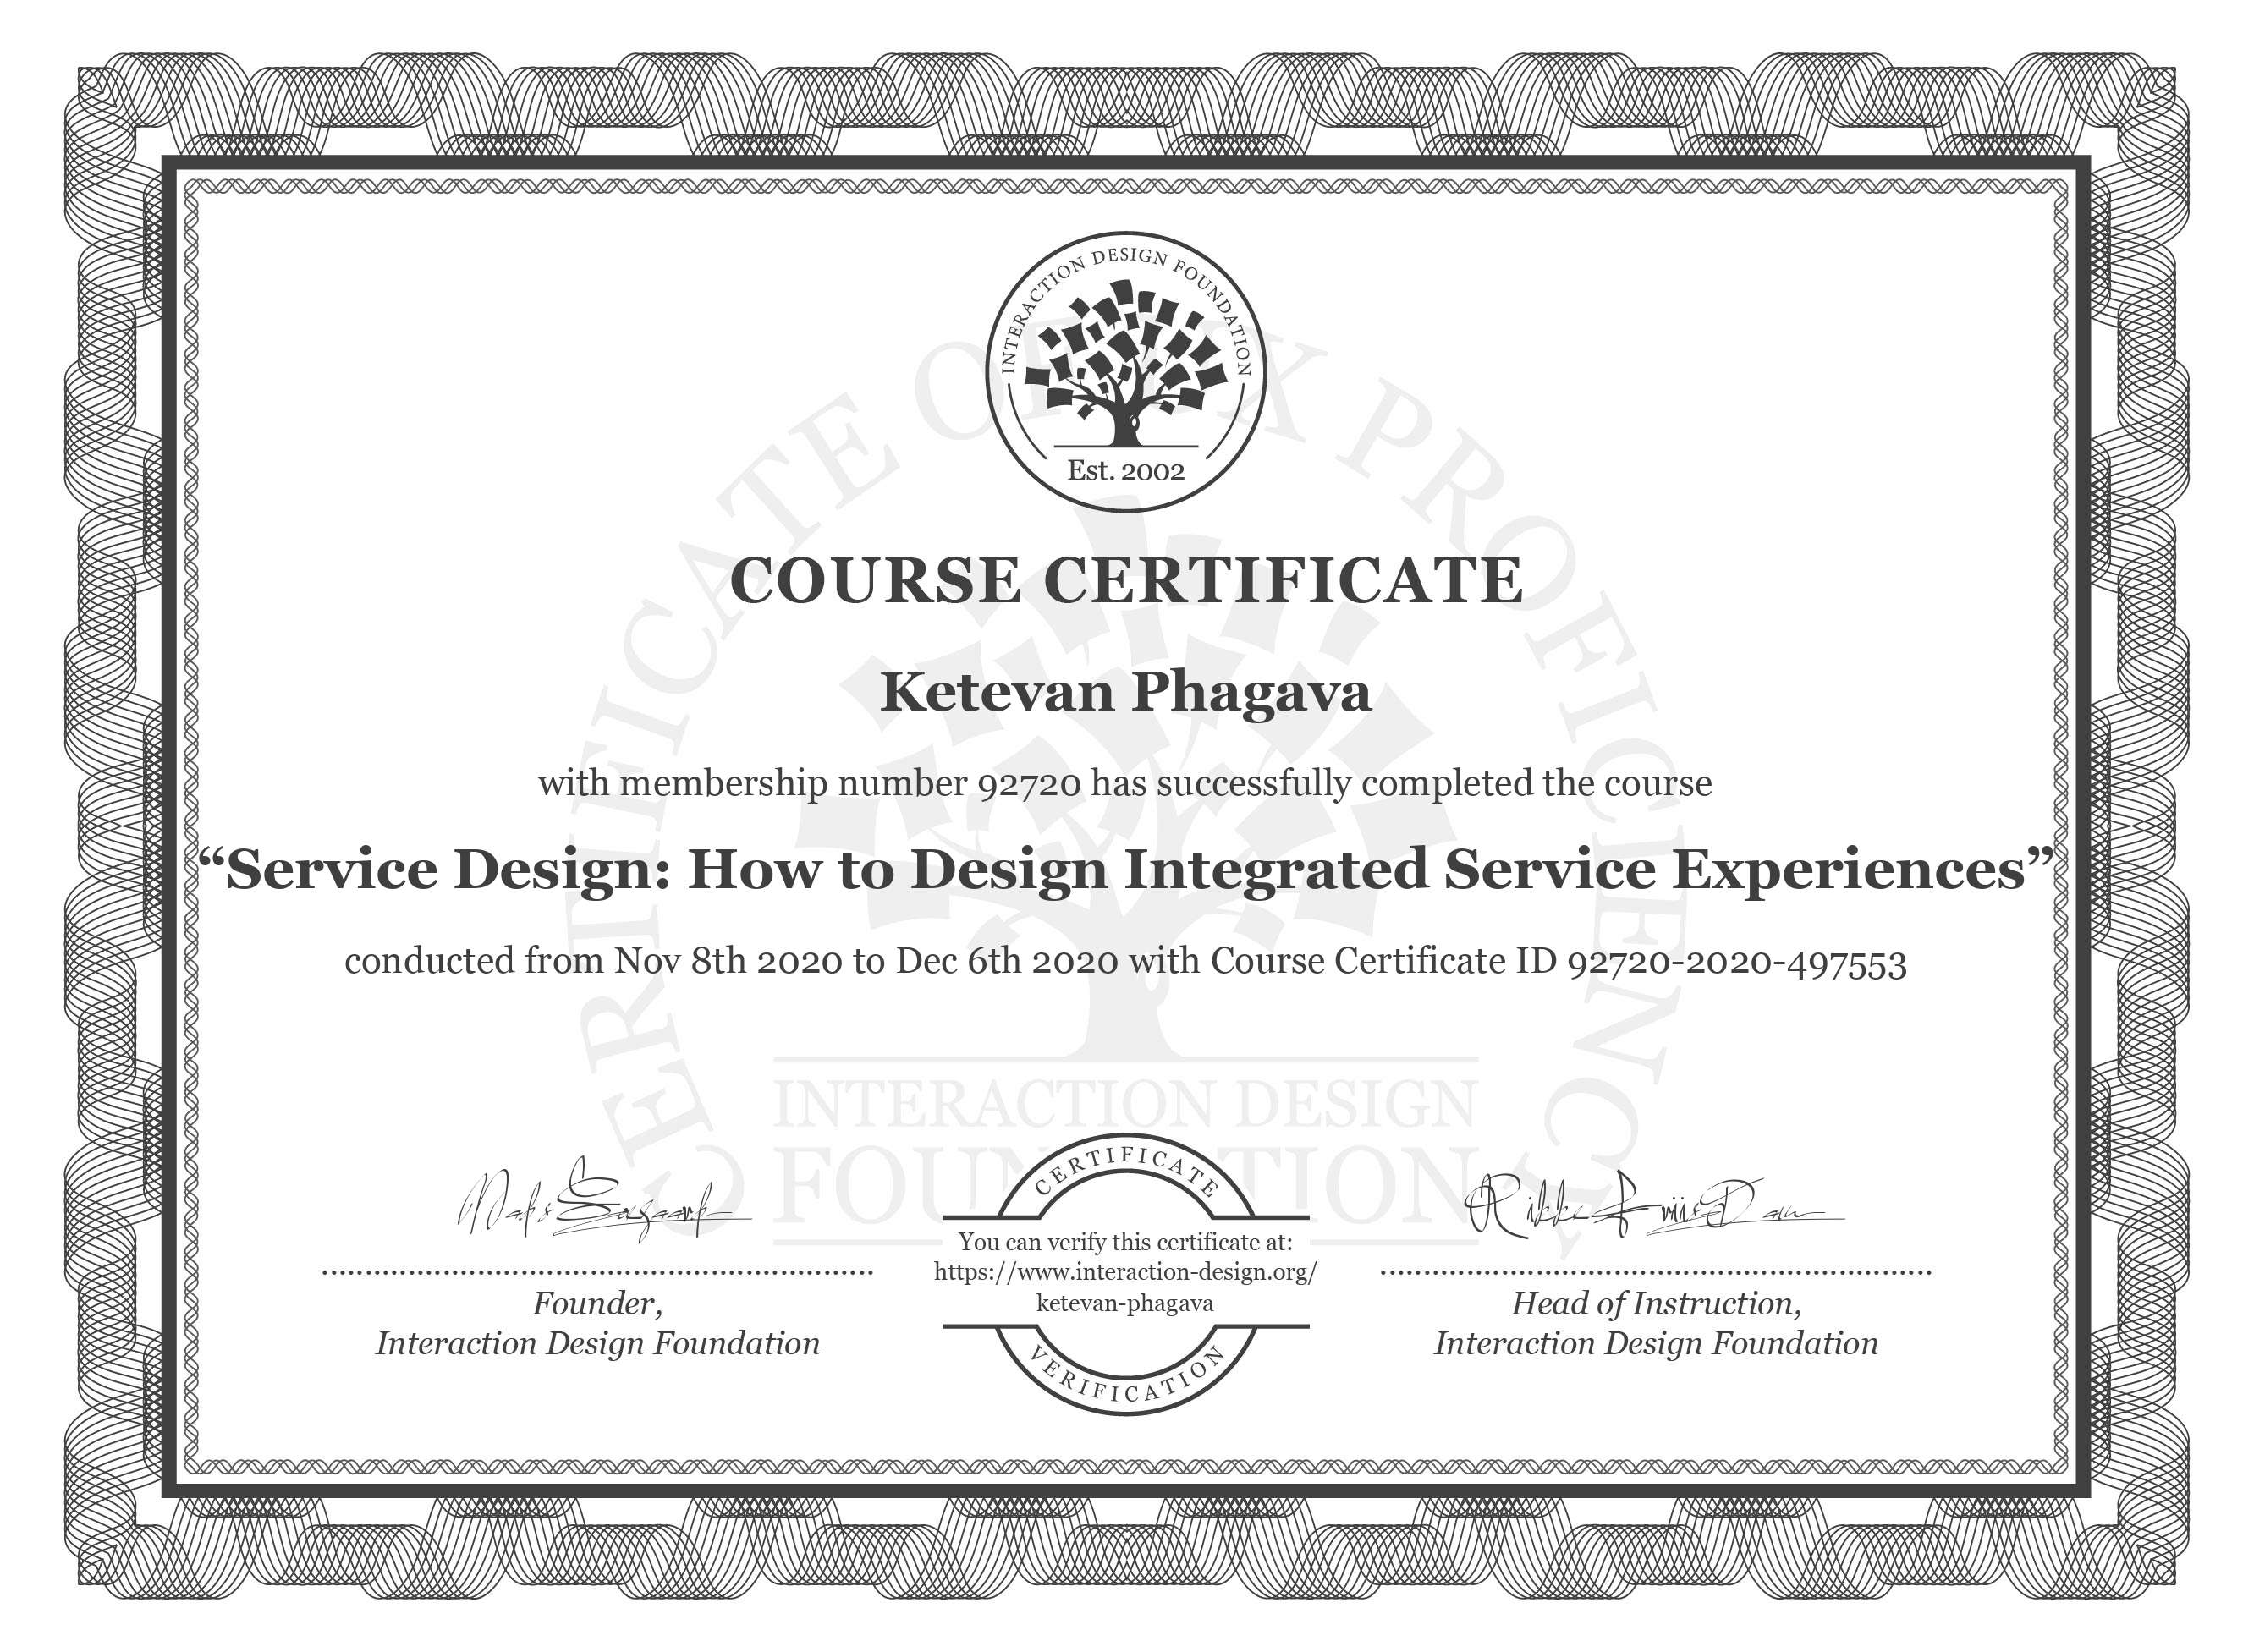 INTERACTION DESIGN FOUNDATION
Est. 2002
CERTIFICATE OF UX PROFICIENCY
COURSE CERTIFICATE
Ketevan Phagava
with membership number 92720 has successfully completed the course
“Service Design: How to Design Integrated Service Experiences”
conducted from Nov 8th 2020 to Dec 6th 2020 with Course Certificate ID 92720-2020-497553
INTERACTION DESIGN
FOUNDATION
CERTIFICATE
You can verify this certificate at:
https://www.interaction-design.org/
ketevan-phagava
VERIFICATION
Founder,
Interaction Design Foundation
Rikke Friis Dam
Head of Instruction,
Interaction Design Foundation